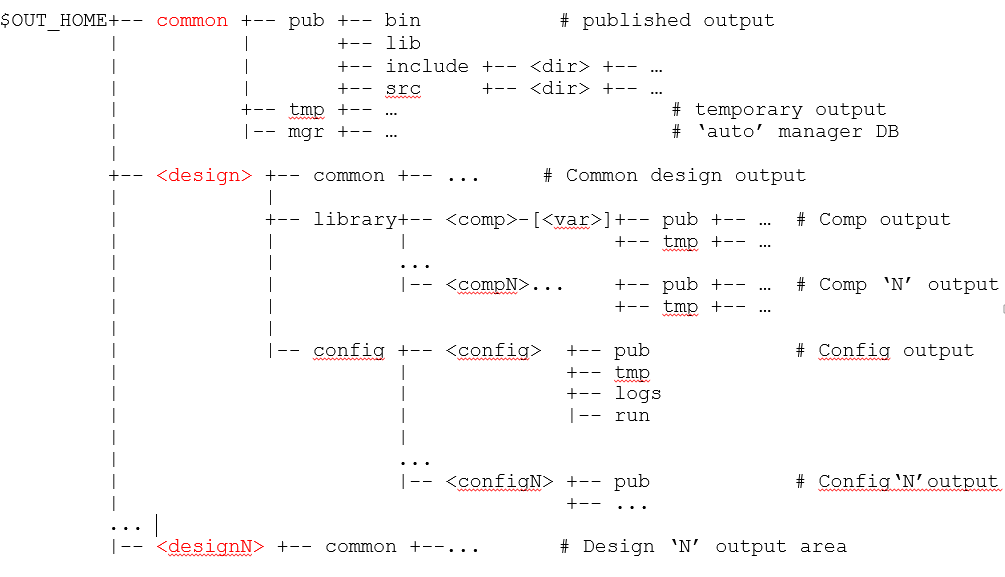 $OUT_HOME+-- common +-- pub +-- bin # published output
| | +-- lib
| | +-- include +-- <dir> +-- …
| | +-- src +-- <dir> +-- …
| +-- tmp +-- … # temporary output
| |-- mgr +-- … # ‘auto’ manager DB
|
+-- <design> +-- common +-- ... # Common design output
| |
| +-- library+-- <comp>-[<var>]+-- pub +-- … # Comp output
| | | +-- tmp +-- …
| | ...
| | |-- <compN>... +-- pub +-- … # Comp ‘N’ output
| | +-- tmp +-- …
| |
| |-- config +-- <config> +-- pub # Config output
| | +-- tmp
| | +-- logs
| | |-- run
| |
| ...
| |-- <configN> +-- pub # Config‘N’output
| +-- ...
... |
|-- <designN> +-- common +--... # Design ‘N’ output area